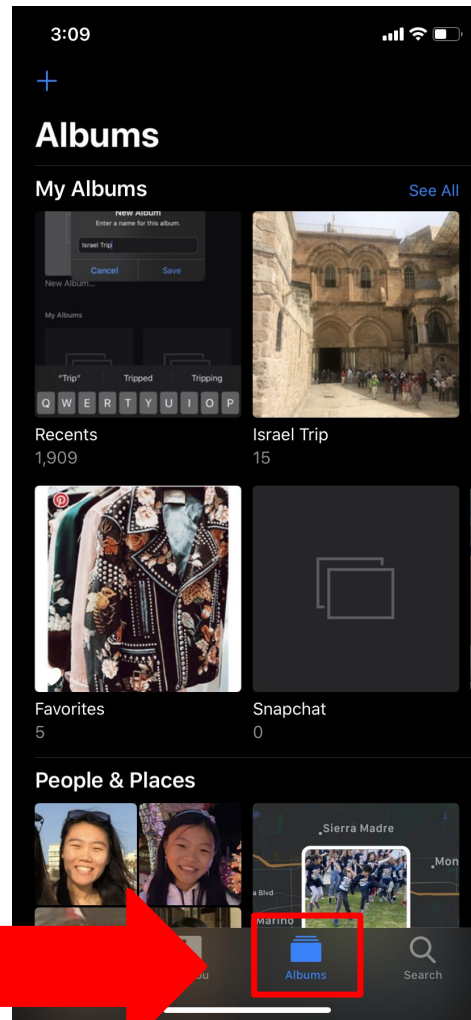 3:09
Albums
My Albums
See All
New Album
Enter a name for this album.
Israel Trip
Cancel
Save
New Album...
My Albums
"Trip"
Tripped
Tripping
Q W E R T Y U I O P
Recents
Israel Trip
1,909
15
Favorites
Snapchat
5
0
People & Places
Sierra Madre
Blvd
Marino
Albums
Search